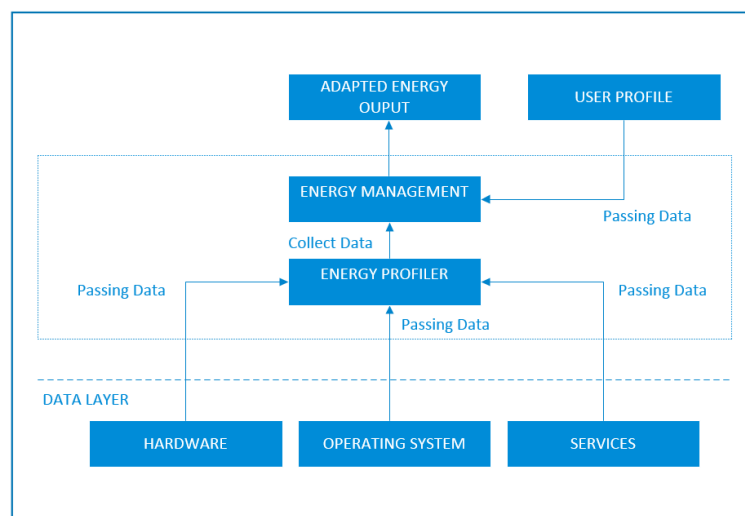 ADAPTED ENERGY
OUPUT
USER PROFILE
ENERGY MANAGEMENT
Passing Data
Collect Data
ENERGY PROFILER
Passing Data
Passing Data
Passing Data
DATA LAYER
HARDWARE
OPERATING SYSTEM
SERVICES